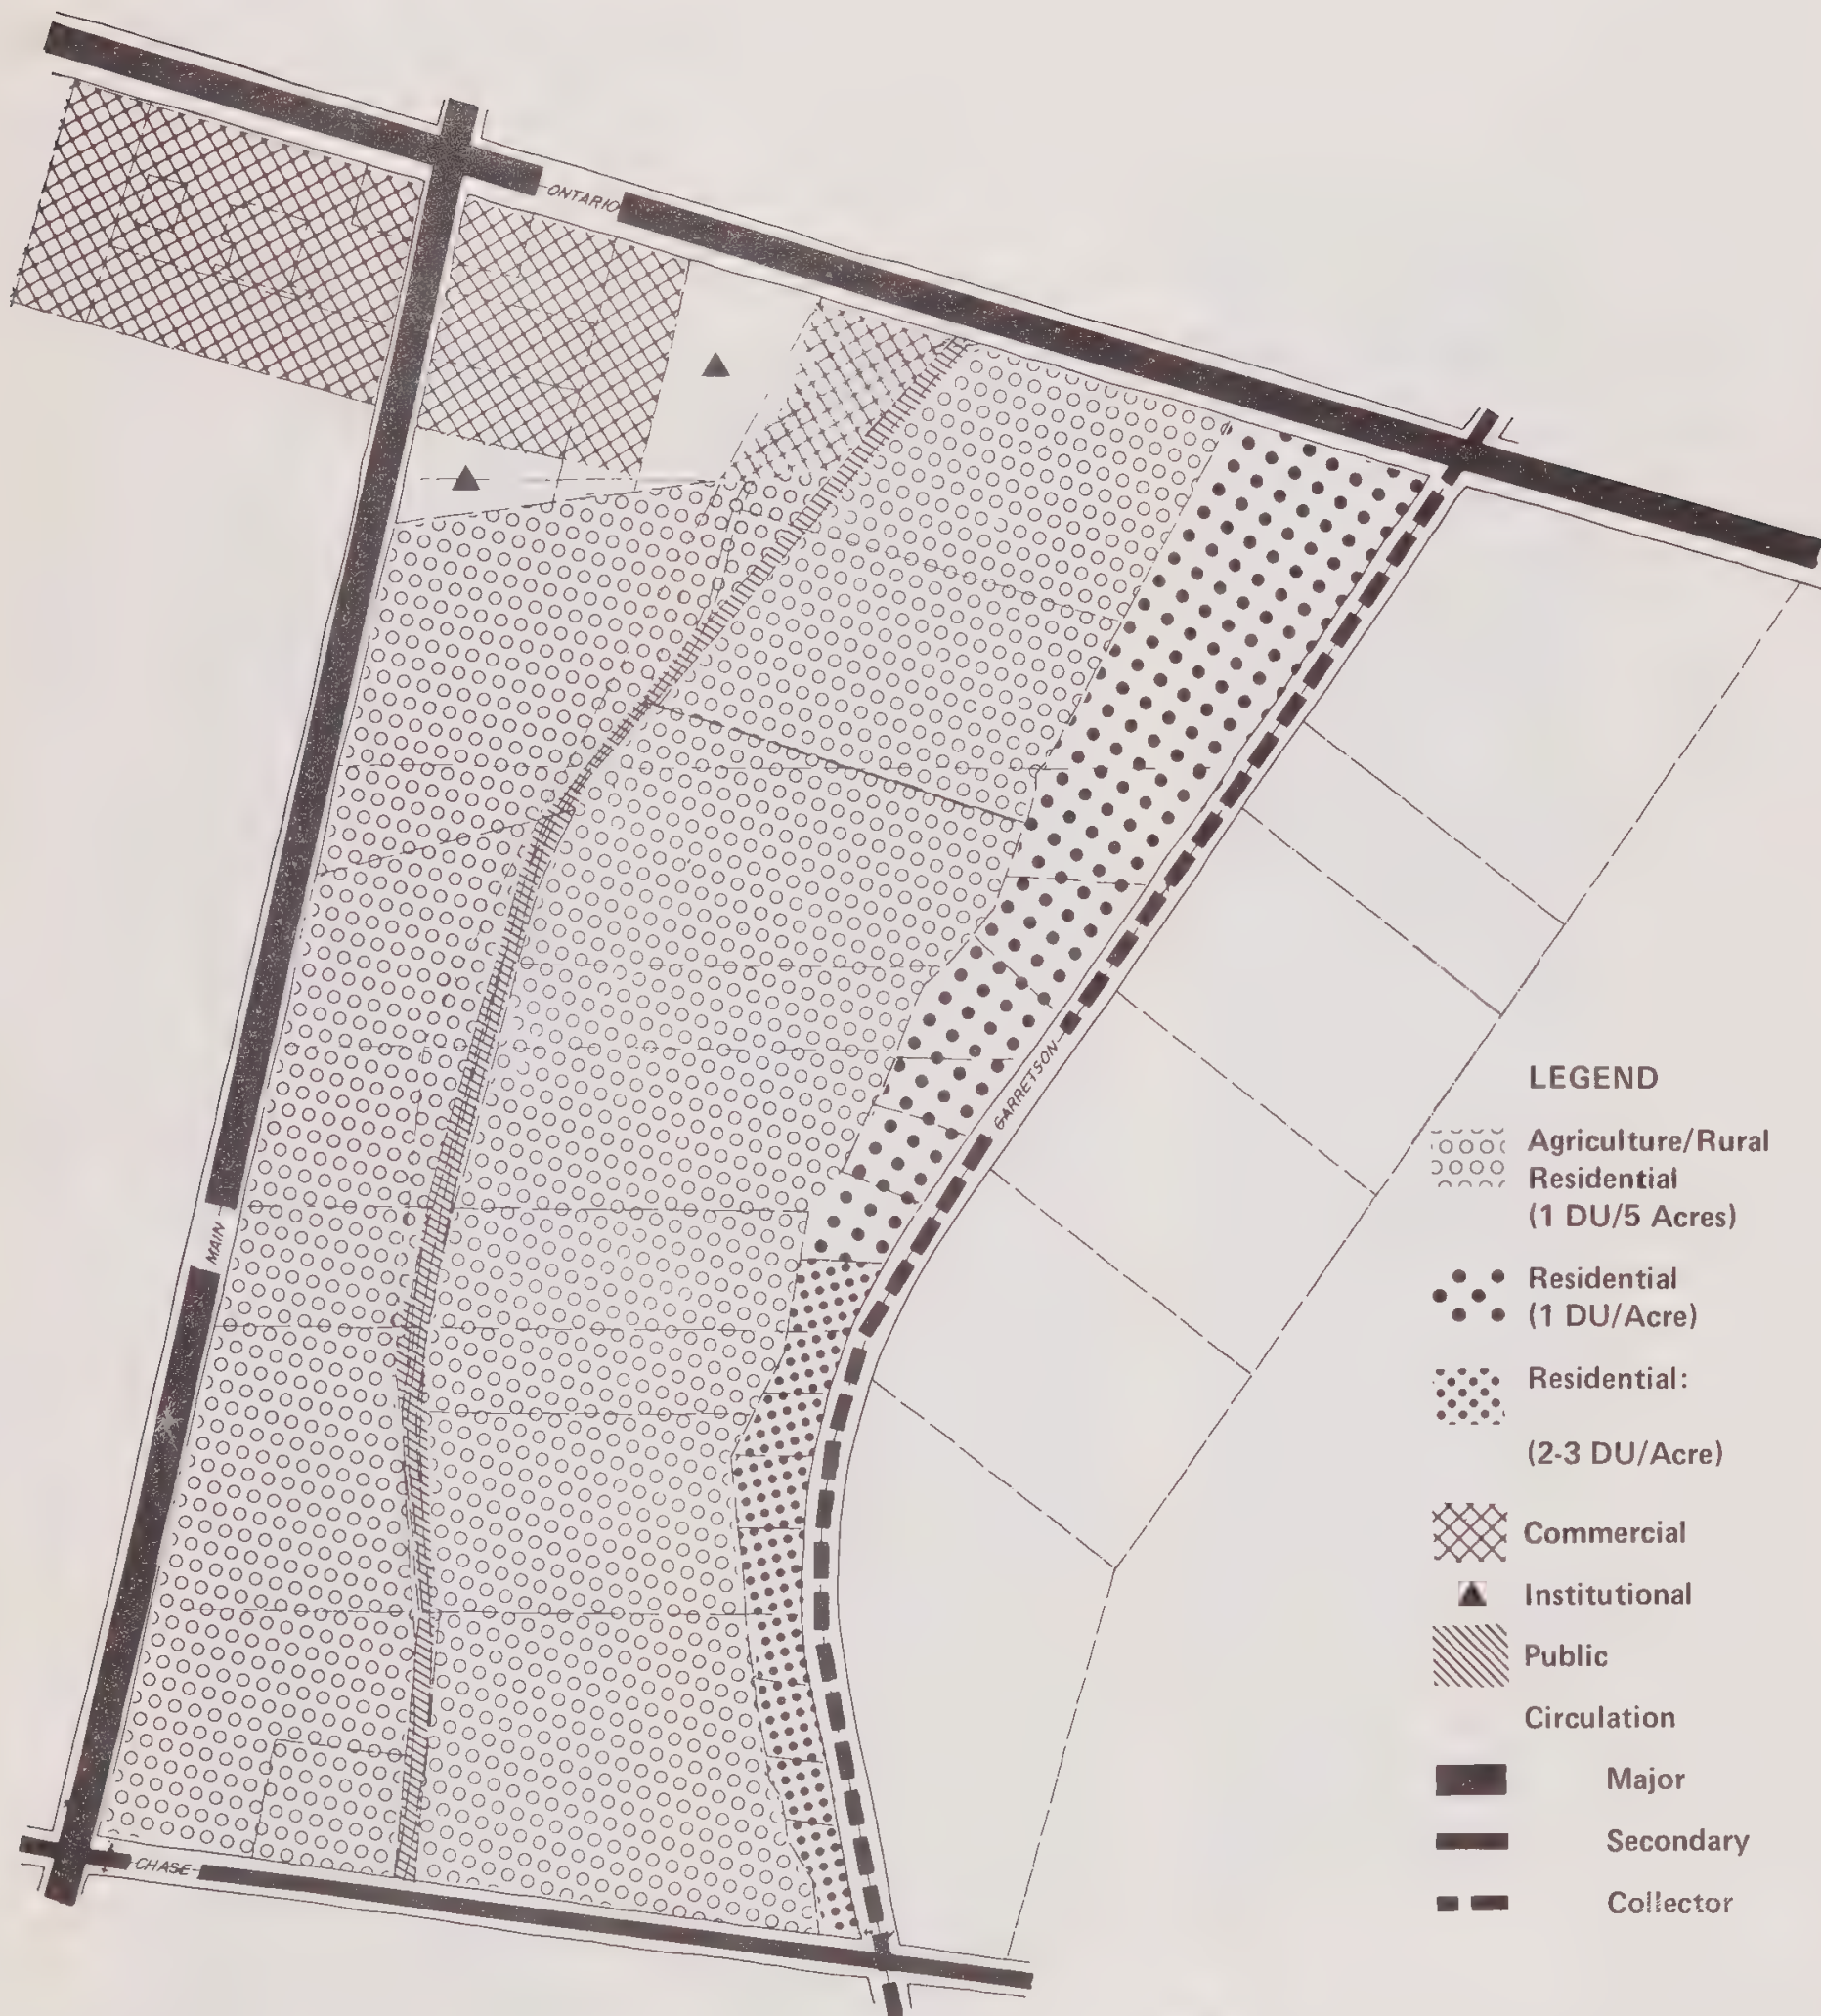 ONTARIO
GARRETSON
MAIN
CHASE
LEGEND
Agriculture/Rural
Residential
(1 DU/5 Acres)
Residential
(1 DU/Acre)
Residential:
(2-3 DU/Acre)
Commercial
Institutional
Public
Circulation
Major
Secondary
Collector